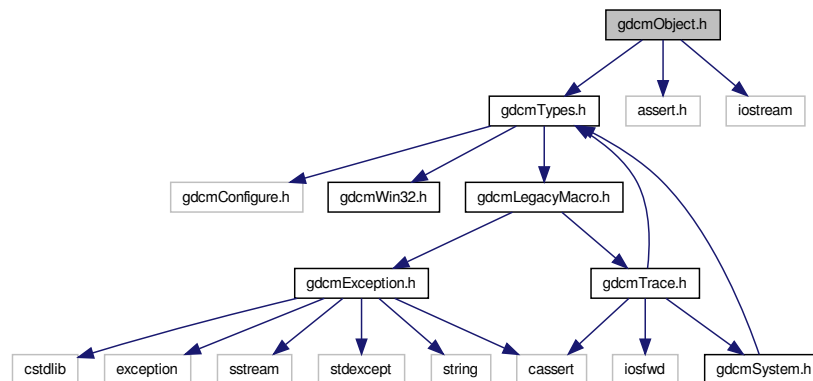 gdcmObject.h
gdcmTypes.h
assert.h
iostream
gdcmConfigure.h
gdcmWin32.h
gdcmLegacyMacro.h
gdcmException.h
gdcmTrace.h
cstdlib
exception
sstream
stdexcept
string
cassert
iosfwd
gdcmSystem.h